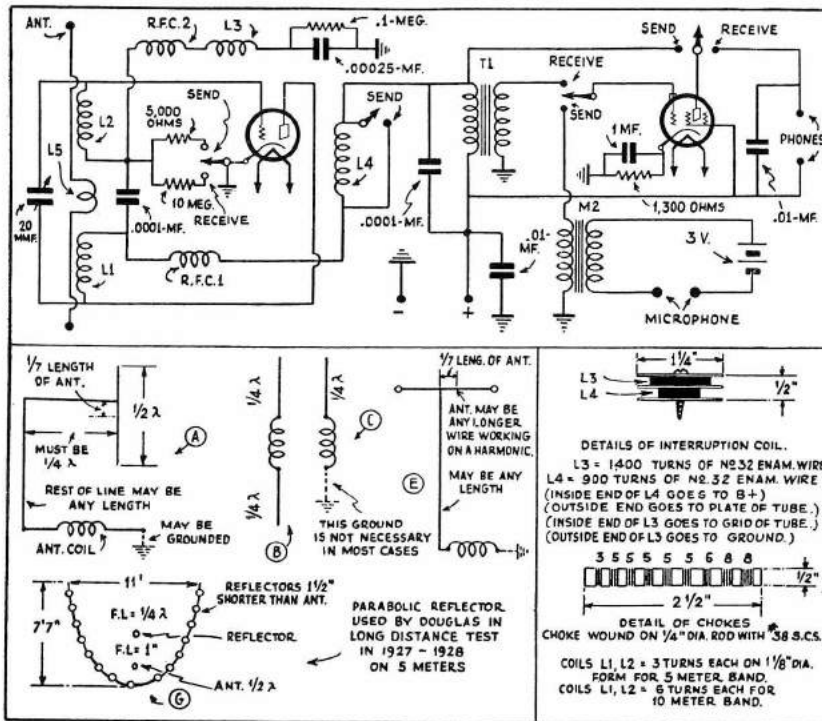 ANT.
R.F.C.2
L3
.1-MEG.
.00025-MF.
SEND
RECEIVE
T1
RECEIVE
SEND
SEND
5,000 OHMS
SEND
L2
L5
L4
1 MF.
PHONES
20 MMF.
10 MEG.
RECEIVE
.0001-MF.
.0001-MF.
1,300 OHMS
.01-MF.
L1
R.F.C.1
.01-MF.
M2
3 V.
-
+
MICROPHONE
1/7 LENGTH
OF ANT.
1/2 λ
MUST BE
1/4 λ
A
REST OF LINE MAY BE
ANY LENGTH
ANT. COIL
MAY BE
GROUNDED
1/4 λ
1/4 λ
B
1/4 λ
C
THIS GROUND
IS NOT NECESSARY
IN MOST CASES
1/7 LENG. OF ANT.
ANT. MAY BE
ANY LONGER
WIRE WORKING
ON A HARMONIC.
E
MAY BE ANY
LENGTH
11'
7'7"
F.L = 1/4 λ
REFLECTOR
F.L = 1"
ANT. 1/2 λ
G
REFLECTORS 1 1/2"
SHORTER THAN ANT.
PARABOLIC REFLECTOR
USED BY DOUGLAS IN
LONG DISTANCE TEST
IN 1927 - 1928
ON 5 METERS
1 1/4"
L3
L4
1/2"
DETAILS OF INTERRUPTION COIL.
L3 = 1,400 TURNS OF No.32 ENAM. WIRE
L4 = 900 TURNS OF No. 32 ENAM. WIRE
(INSIDE END OF L4 GOES TO B+)
(OUTSIDE END GOES TO PLATE OF TUBE.)
(INSIDE END OF L3 GOES TO GRID OF TUBE.)
(OUTSIDE END OF L3 GOES TO GROUND.)
3 5 5 5 5 5 6 8 8
1/2"
2 1/2"
DETAIL OF CHOKES
CHOKE WOUND ON 1/4" DIA. ROD WITH #38 S.C.S.
COILS L1, L2 = 3 TURNS EACH ON 1 1/8" DIA.
FORM FOR 5 METER BAND.
COILS L1, L2 = 6 TURNS EACH FOR
10 METER BAND.